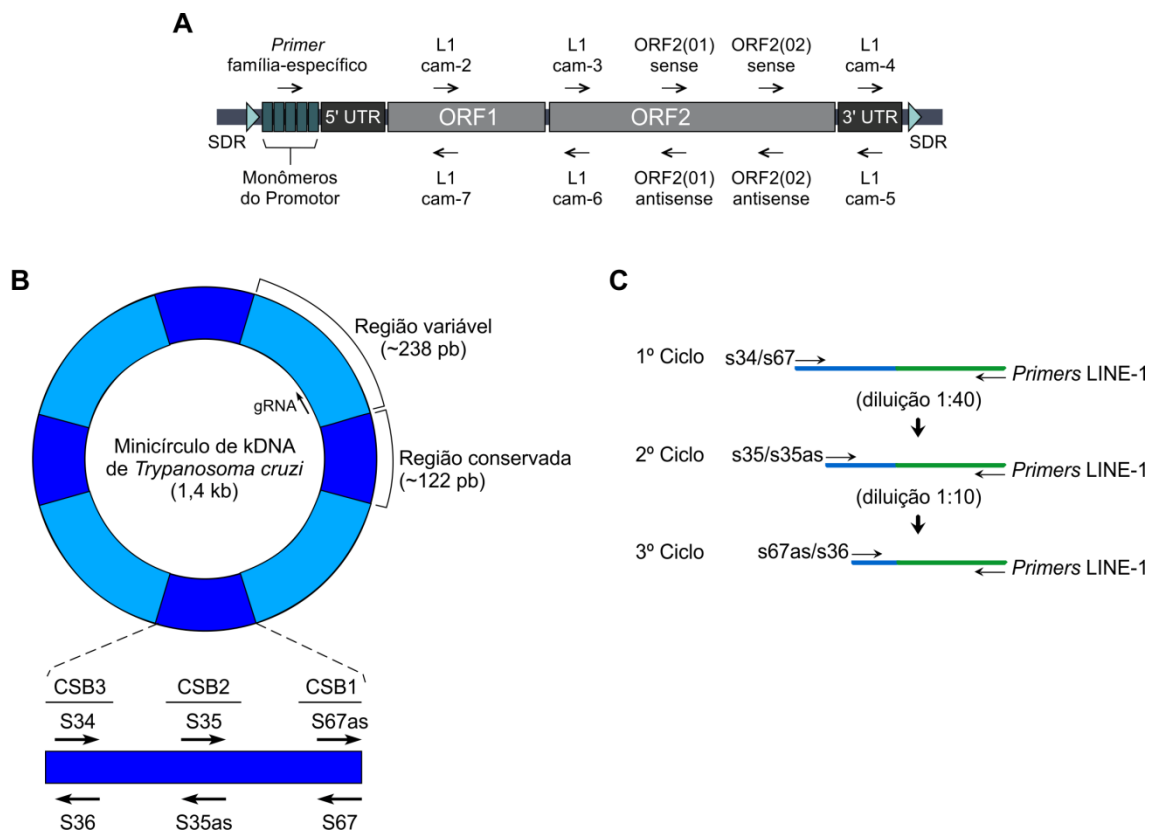 A
Primer
família-específico
L1
cam-2
L1
cam-3
ORF2(01)
sense
ORF2(02)
sense
L1
cam-4
5' UTR
ORF1
ORF2
3' UTR
SDR
SDR
Monômeros
do Promotor
L1
cam-7
L1
cam-6
ORF2(01)
antisense
ORF2(02)
antisense
L1
cam-5
B
Região variável
(~238 pb)
gRNA
Minicírculo de kDNA
de Trypanosoma cruzi
(1,4 kb)
Região conservada
(~122 pb)
CSB3
CSB2
CSB1
S34
S35
S67as
S36
S35as
S67
C
1º Ciclo
s34/s67
Primers LINE-1
(diluição 1:40)
2º Ciclo
s35/s35as
Primers LINE-1
(diluição 1:10)
3º Ciclo
s67as/s36
Primers LINE-1